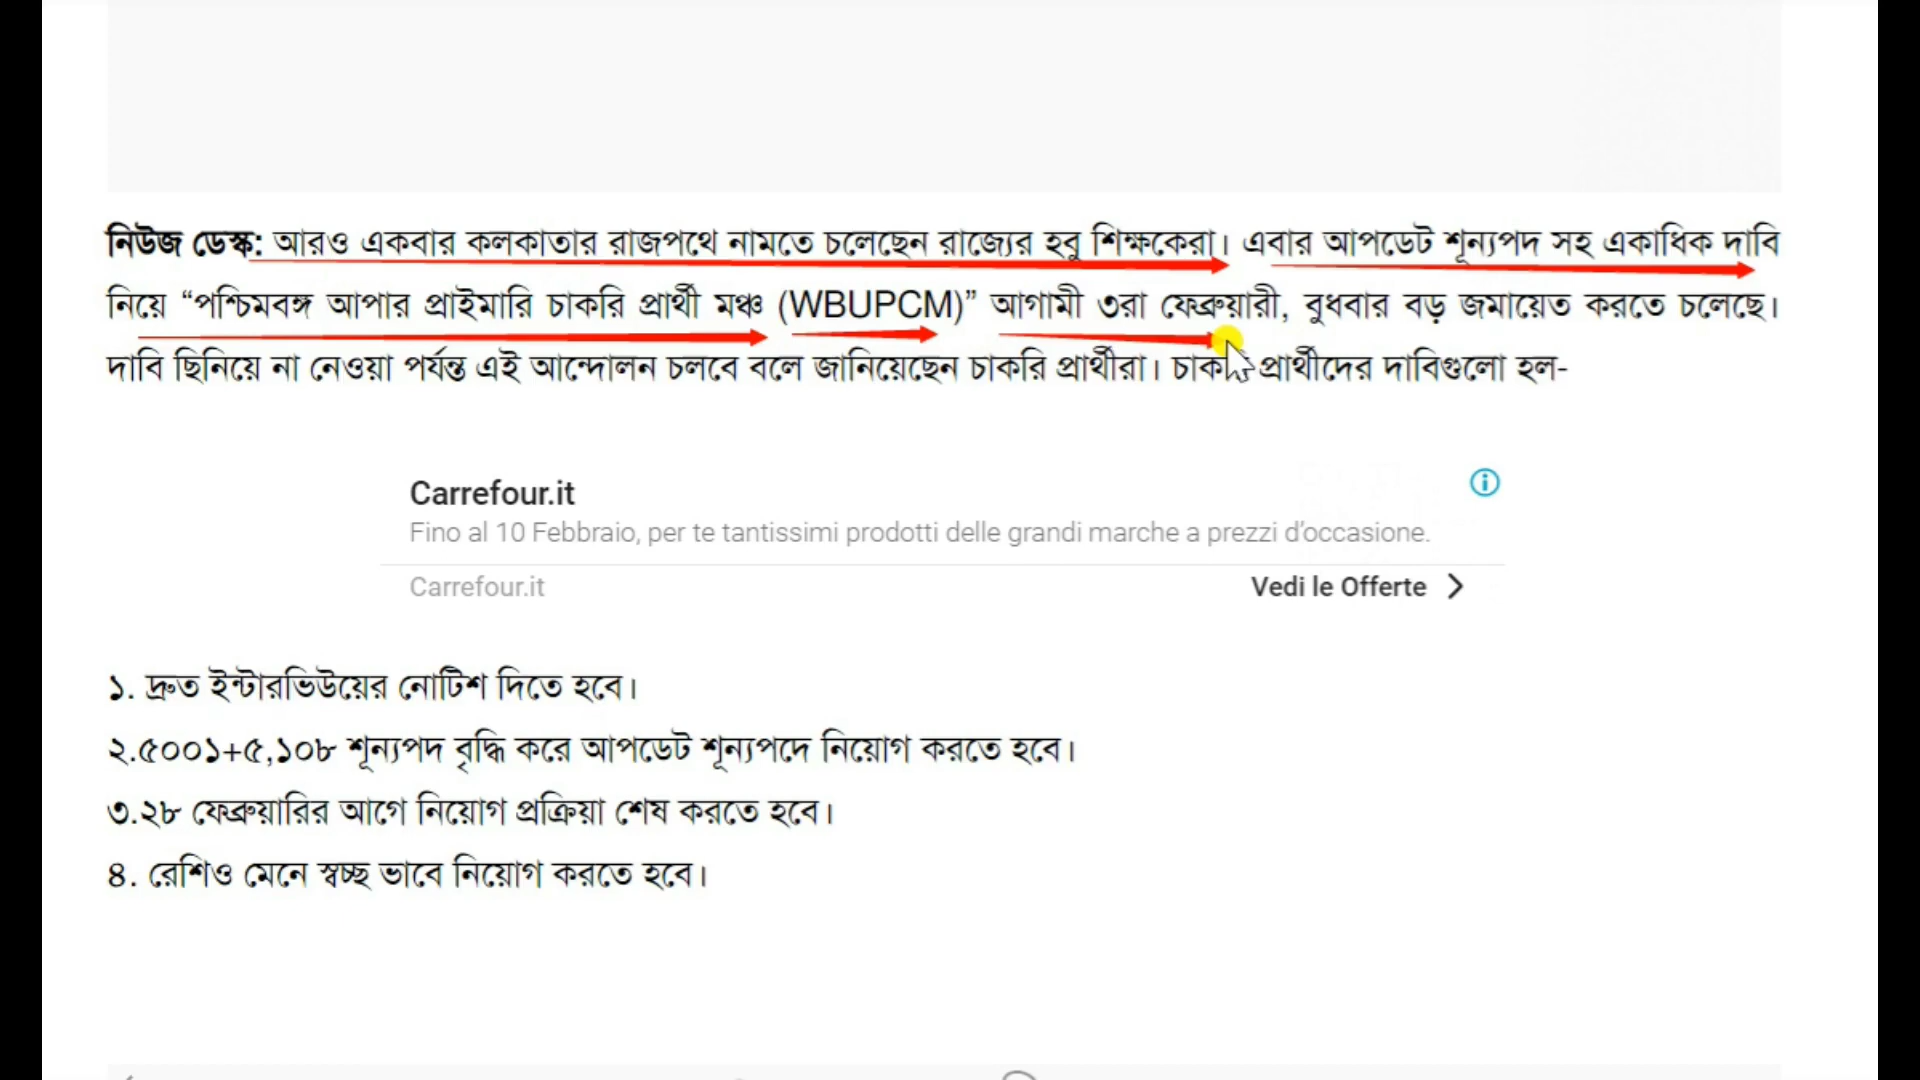 নিউজ ডেস্ক: আরও একবার কলকাতার রাজপথে নামতে চলেছেন রাজ্যের হবু শিক্ষকেরা। এবার আপডেট শূন্যপদ সহ একাধিক দাবি
নিয়ে “পশ্চিমবঙ্গ আপার প্রাইমারি চাকরি প্রার্থী মঞ্চ (WBUPCM)” আগামী ৩রা ফেব্রুয়ারী, বুধবার বড় জমায়েত করতে চলেছে।
দাবি ছিনিয়ে না নেওয়া পর্যন্ত এই আন্দোলন চলবে বলে জানিয়েছেন চাকরি প্রার্থীরা। চাকরি প্রার্থীদের দাবিগুলো হল-
Carrefour.it
Fino al 10 Febbraio, per te tantissimi prodotti delle grandi marche a prezzi d'occasione.
Carrefour.it Vedi le Offerte
১. দ্রুত ইন্টারভিউয়ের নোটিশ দিতে হবে।
২.৫০০১+৫,১০৮ শূন্যপদ বৃদ্ধি করে আপডেট শূন্যপদে নিয়োগ করতে হবে।
৩.২৮ ফেব্রুয়ারির আগে নিয়োগ প্রক্রিয়া শেষ করতে হবে।
৪. রেশিও মেনে স্বচ্ছ ভাবে নিয়োগ করতে হবে।